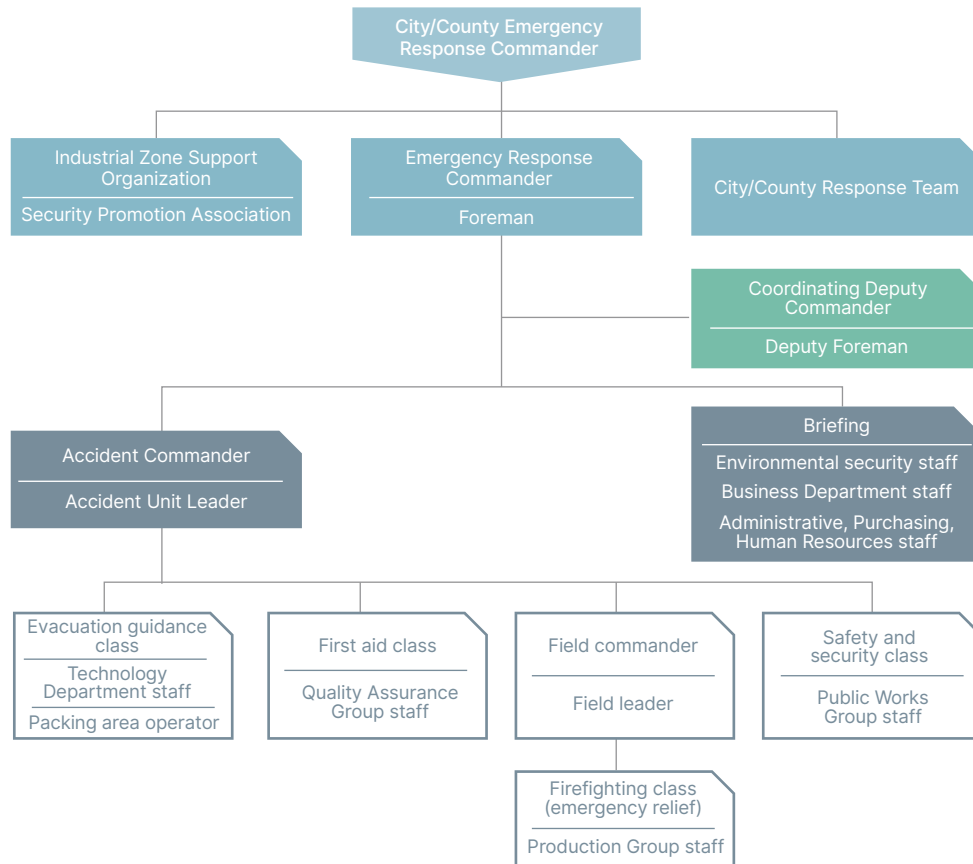 City/County Emergency
Response Commander
Industrial Zone Support
Organization
Security Promotion Association
Emergency Response
Commander
Foreman
City/County Response Team
Coordinating Deputy
Commander
Deputy Foreman
Accident Commander
Accident Unit Leader
Briefing
Environmental security staff
Business Department staff
Administrative, Purchasing,
Human Resources staff
Evacuation guidance
class
Technology
Department staff
Packing area operator
First aid class
Quality Assurance
Group staff
Field commander
Field leader
Safety and
security class
Public Works
Group staff
Firefighting class
(emergency relief)
Production Group staff